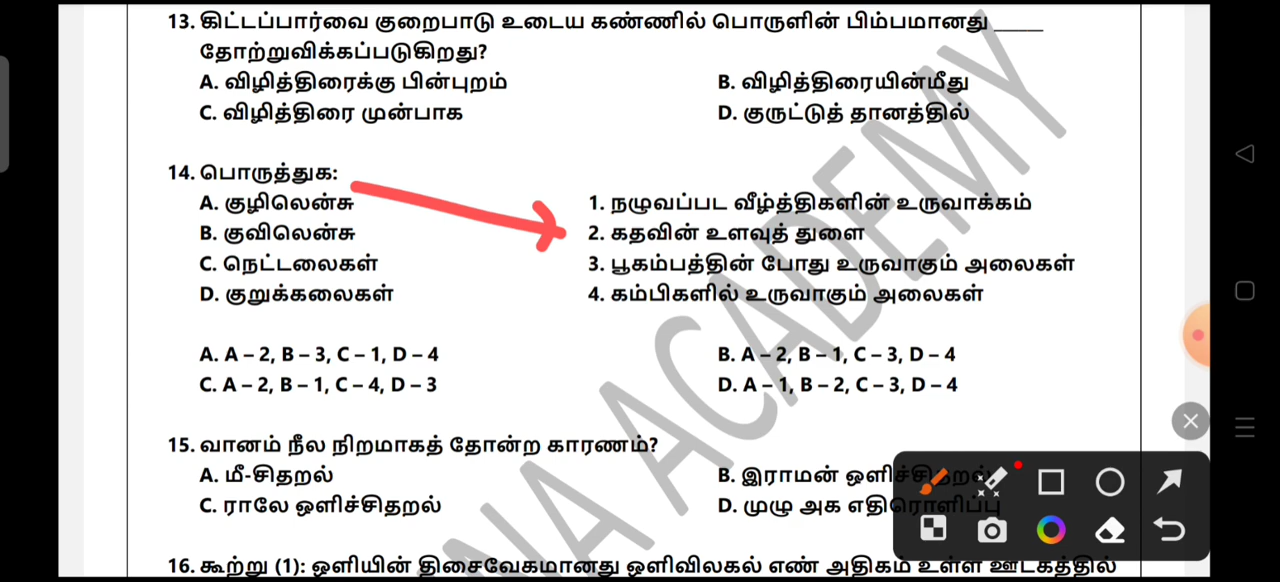 13. கிட்டப்பார்வை குறைபாடு உடைய கண்ணில் பொருளின் பிம்பமானது _____
தோற்றுவிக்கப்படுகிறது?
A. விழித்திரைக்கு பின்புறம் B. விழித்திரையின்மீது
C. விழித்திரை முன்பாக D. குருட்டுத் தானத்தில்
14. பொருத்துக:
A. குழிலென்சு 1. நழுவப்பட வீழ்த்திகளின் உருவாக்கம்
B. குவிலென்சு 2. கதவின் உளவுத் துளை
C. நெட்டலைகள் 3. பூகம்பத்தின் போது உருவாகும் அலைகள்
D. குறுக்கலைகள் 4. கம்பிகளில் உருவாகும் அலைகள்
A. A – 2, B – 3, C – 1, D – 4 B. A – 2, B – 1, C – 3, D – 4
C. A – 2, B – 1, C – 4, D – 3 D. A – 1, B – 2, C – 3, D – 4
15. வானம் நீல நிறமாகத் தோன்ற காரணம்?
A. மீ-சிதறல் B. இராமன் ஒளிச்சிதறல்
C. ராலே ஒளிச்சிதறல் D. முழு அக எதிரொளிப்பு
16. கூற்று (1): ஒளியின் திசைவேகமானது ஒளிவிலகல் எண் அதிகம் உள்ள ஊடகத்தில்
ACADEMY